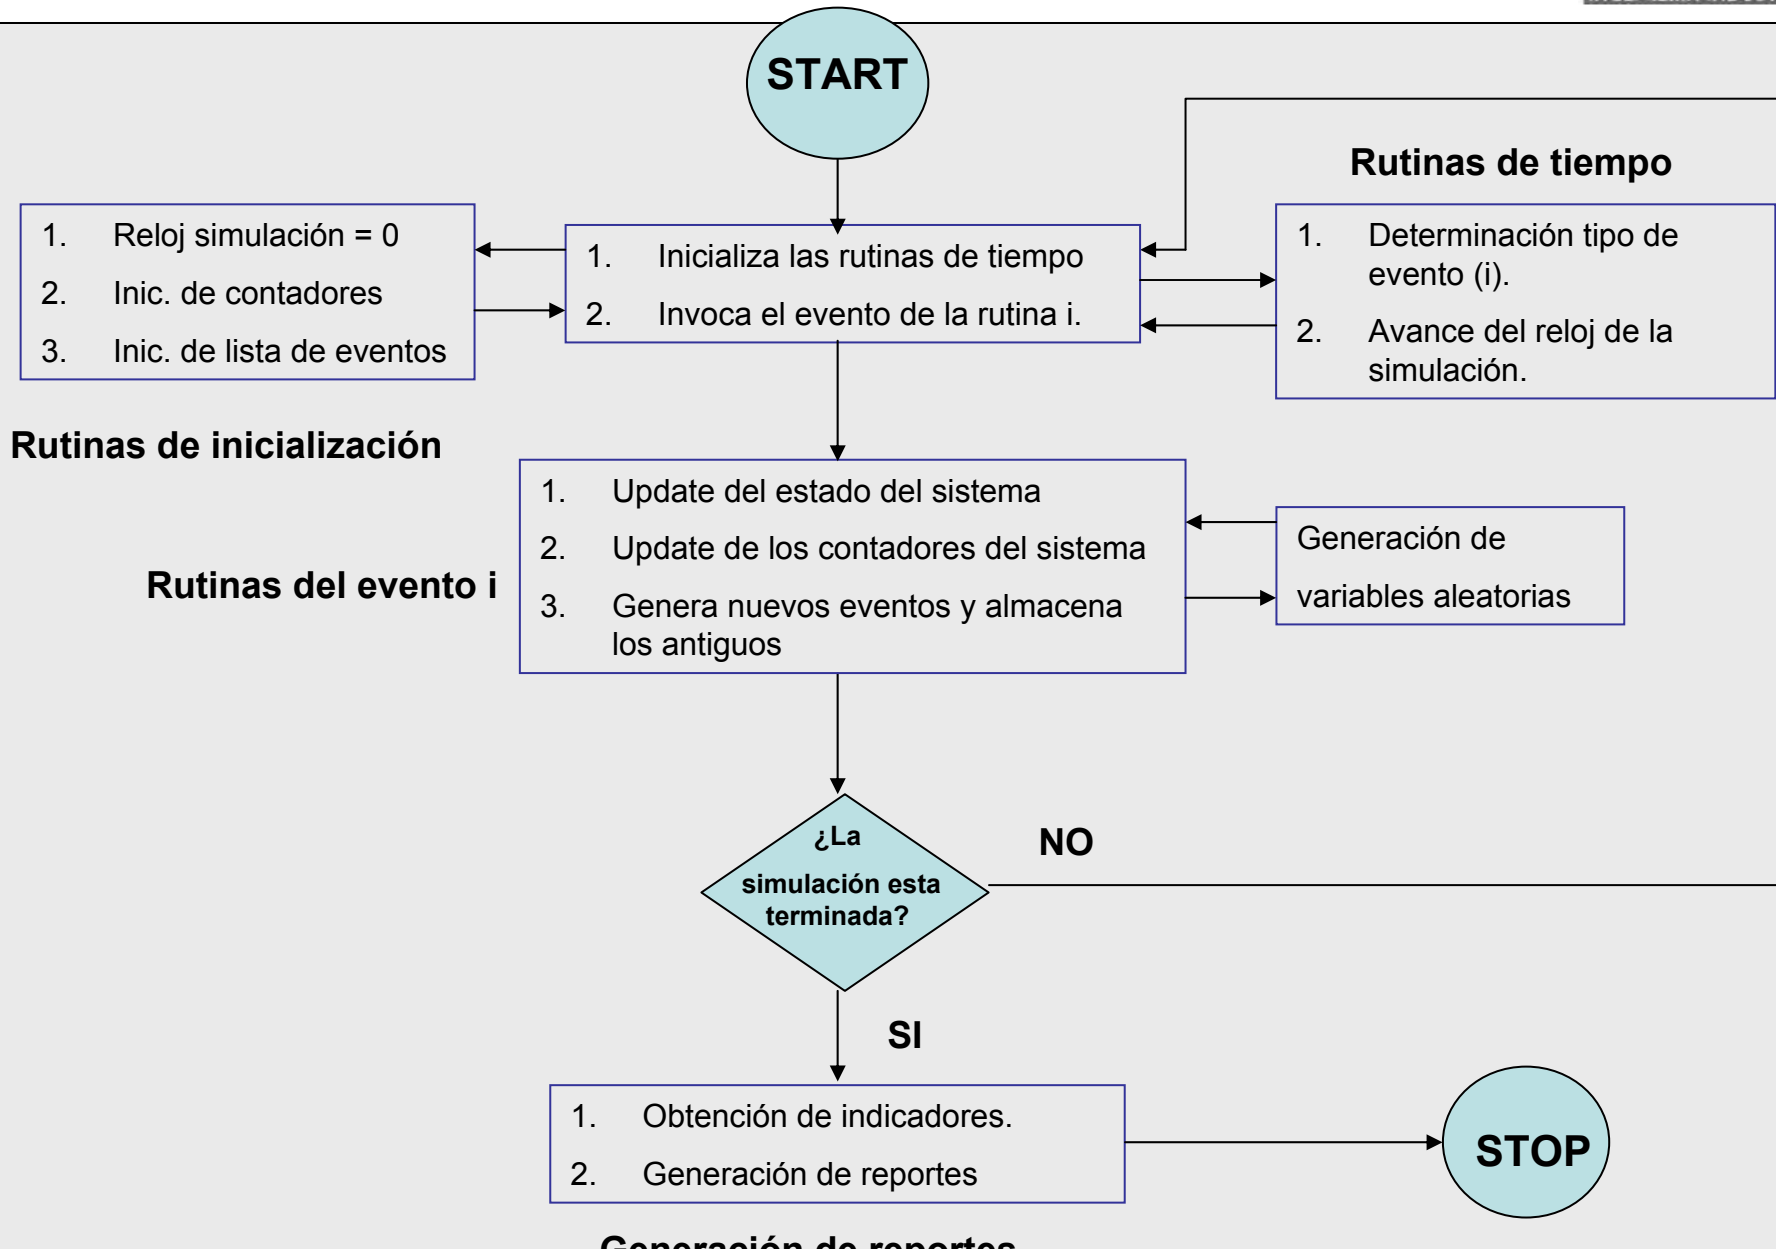 START
Rutinas de tiempo
1. Reloj simulación = 0
2. Inic. de contadores
3. Inic. de lista de eventos
1. Inicializa las rutinas de tiempo
2. Invoca el evento de la rutina i.
1. Determinación tipo de
evento (i).
2. Avance del reloj de la
simulación.
Rutinas de inicialización
1. Update del estado del sistema
2. Update de los contadores del sistema
3. Genera nuevos eventos y almacena
los antiguos
Generación de
variables aleatorias
Rutinas del evento i
¿La
simulación esta
terminada?
NO
SI
1. Obtención de indicadores.
2. Generación de reportes
STOP
Generación de reportes